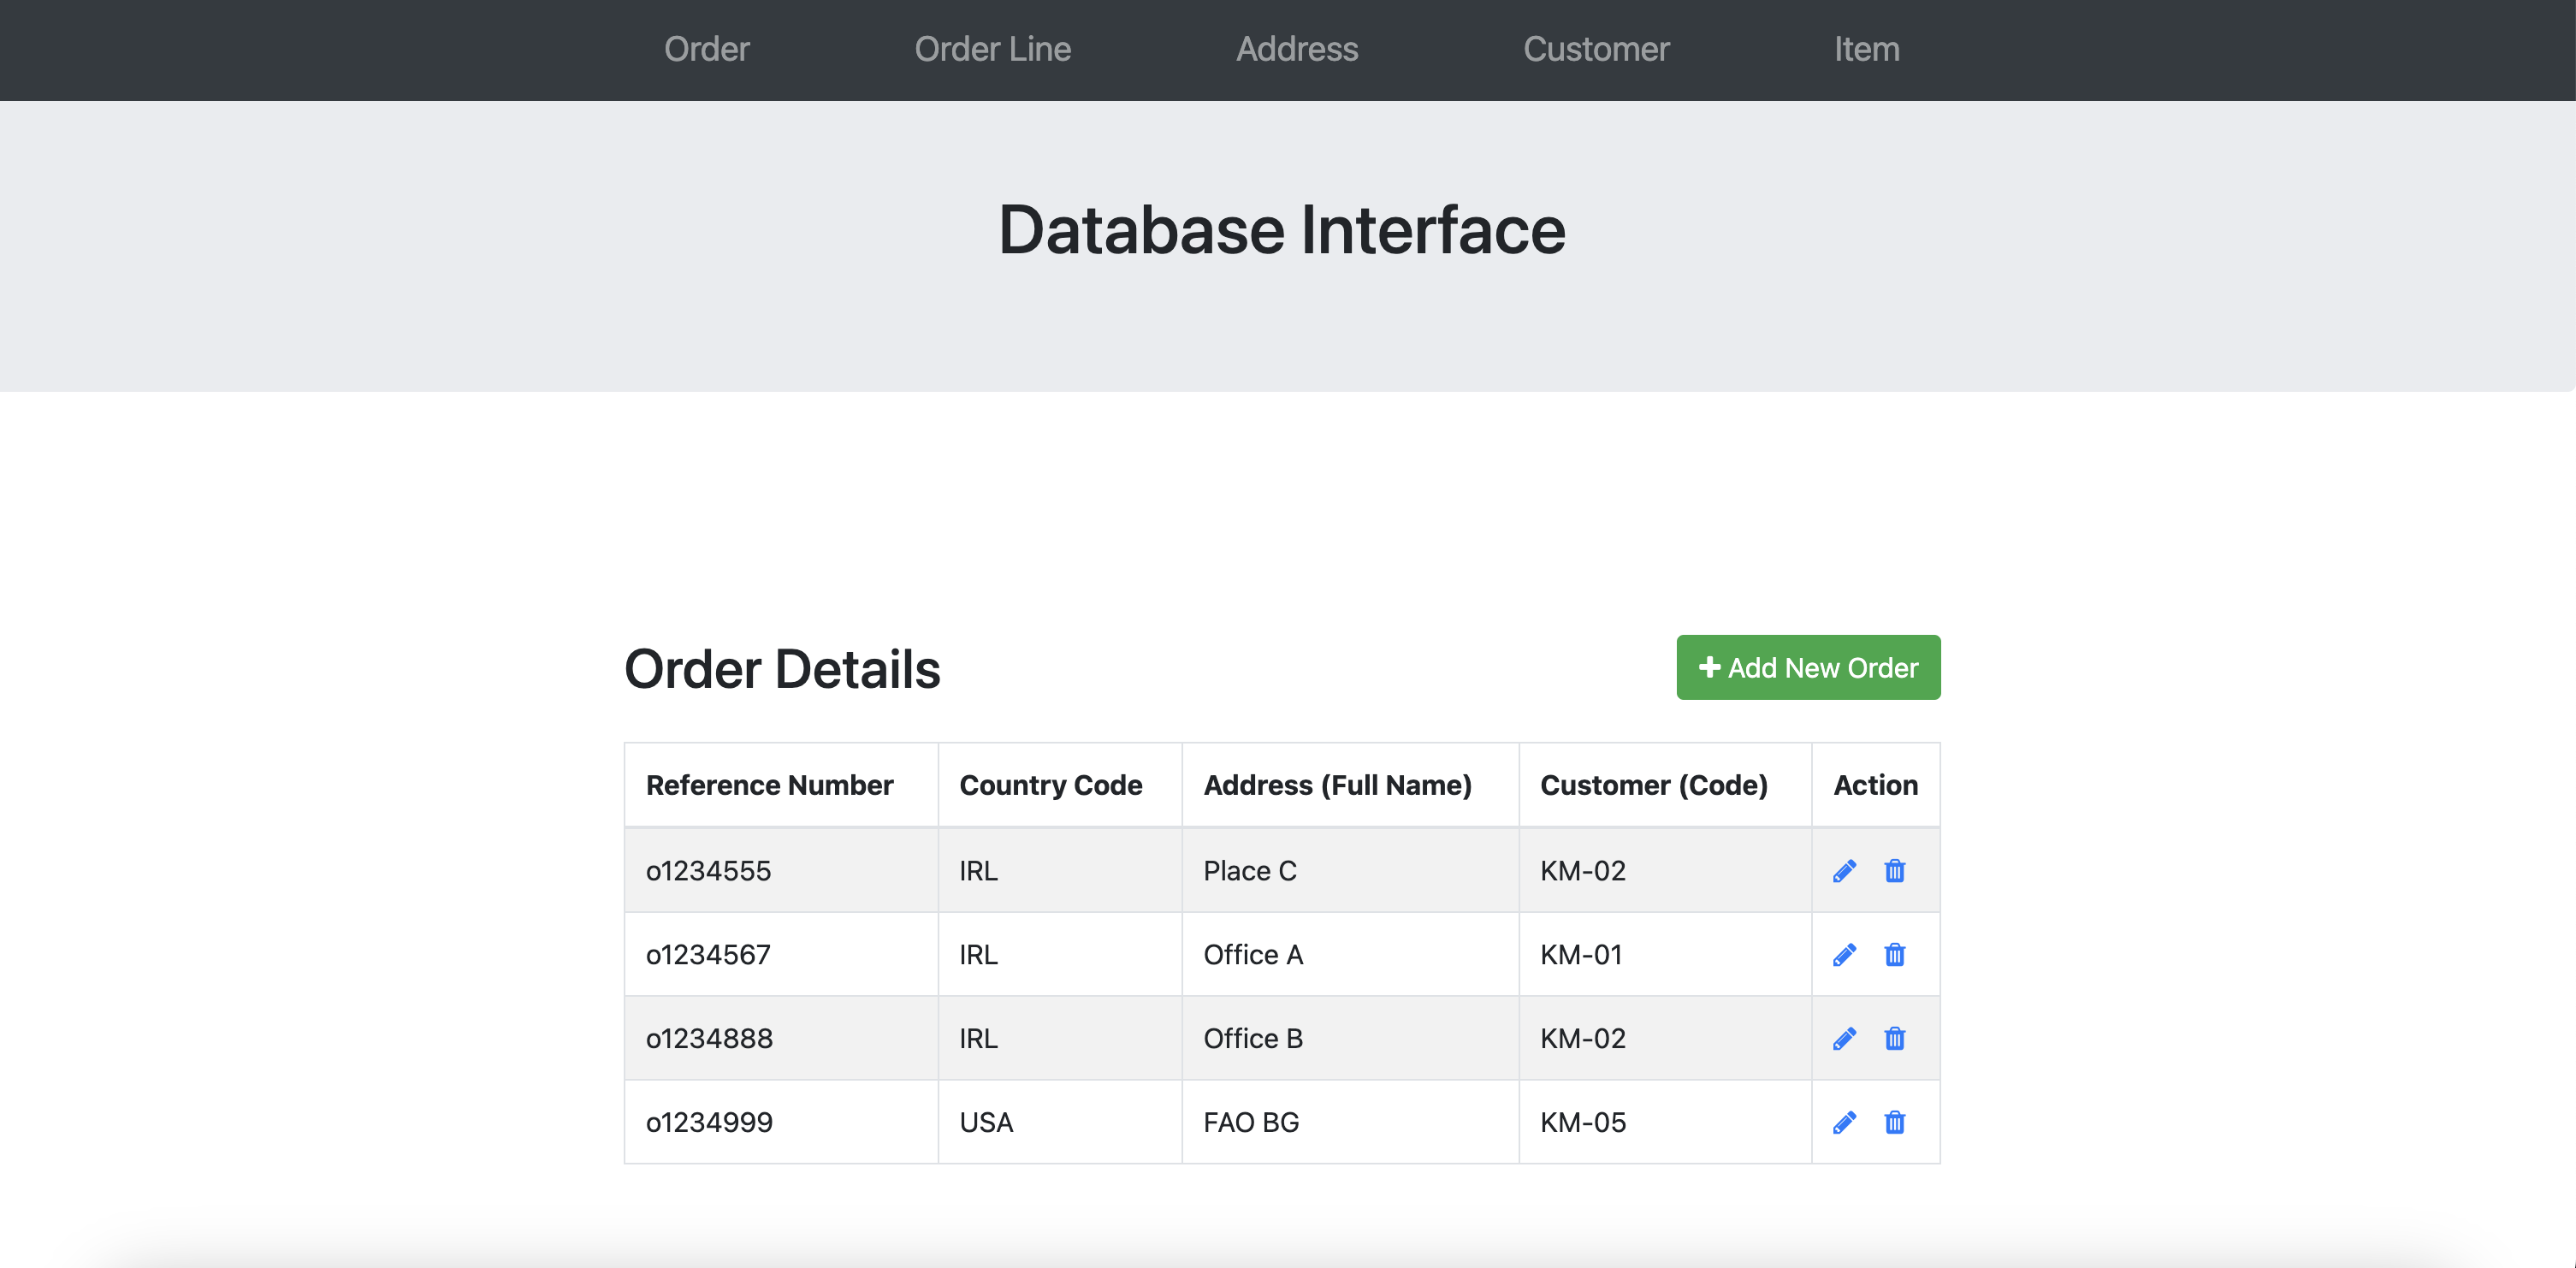 Order Order Line Address Customer Item
Database Interface
Order Details
Add New Order
Reference Number Country Code Address (Full Name) Customer (Code) Action
o1234555 IRL Place C KM-02
o1234567 IRL Office A KM-01
o1234888 IRL Office B KM-02
o1234999 USA FAO BG KM-05